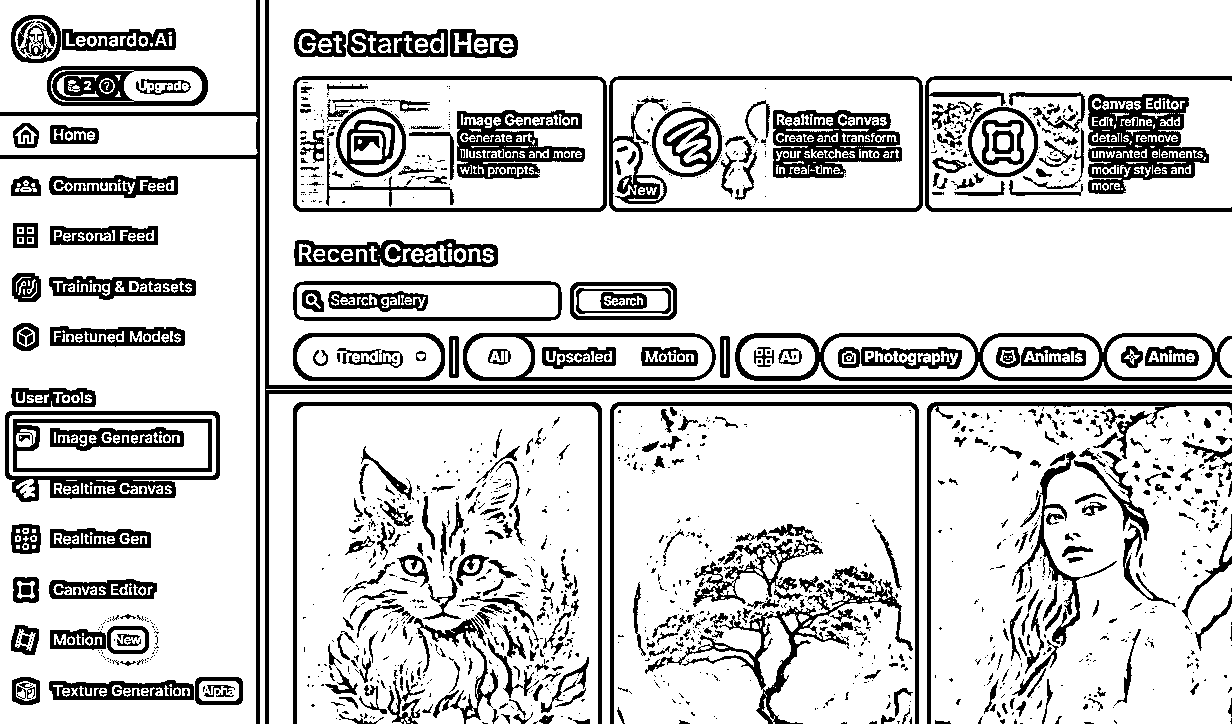 Leonardo.Ai
2
Upgrade
Home
Community Feed
Personal Feed
Training & Datasets
Finetuned Models
User Tools
Image Generation
Realtime Canvas
Realtime Gen
Canvas Editor
Motion New
Texture Generation Alpha
Get Started Here
Image Generation
Generate art,
illustrations and more
with prompts.
New
Realtime Canvas
Create and transform
your sketches into art
in real-time.
Canvas Editor
Edit, refine, add
details, remove
unwanted elements,
modify styles and
more.
Recent Creations
Search gallery
Search
Trending
All Upscaled Motion
All Photography Animals Anime